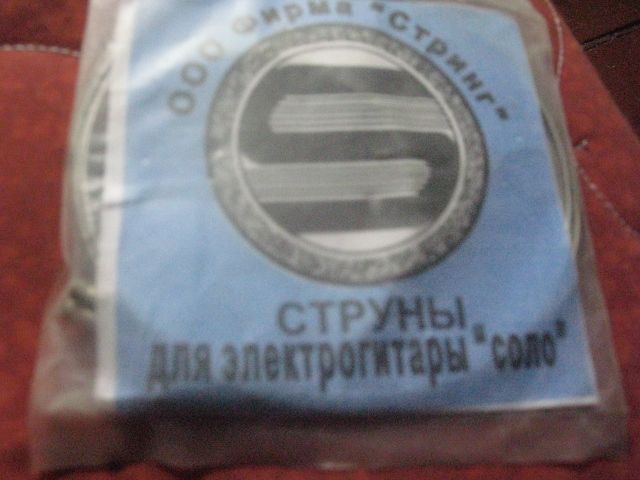 ООО Фирма "Стринг"
СТРУНЫ
для электрогитары "соло"